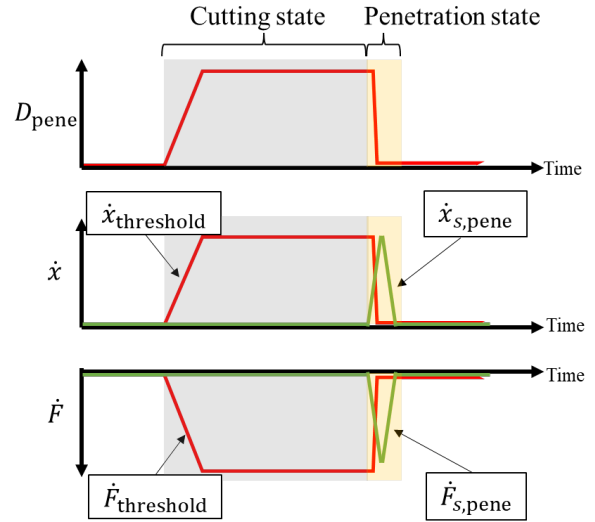 Cutting state Penetration state
D_pene
Time
ẋ_threshold
ẋ_s,pene
ẋ
Time
Time
Ḟ
Ḟ_threshold
Ḟ_s,pene